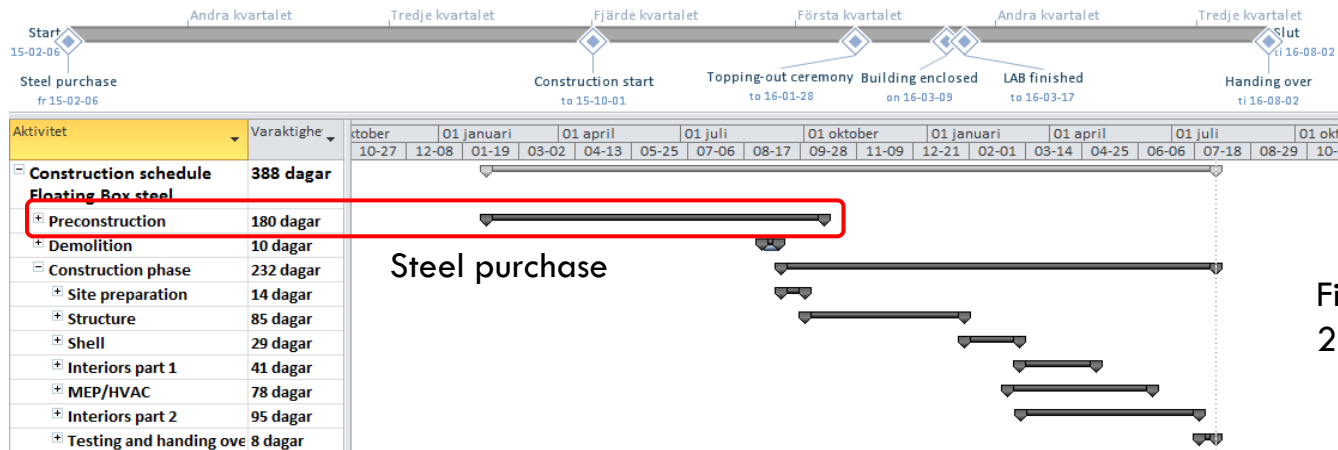 Andra kvartalet Tredje kvartalet Fjärde kvartalet Första kvartalet Andra kvartalet Tredje kvartalet
Start Slut
15-02-06 ti 16-08-02
Steel purchase Construction start Topping-out ceremony Building enclosed LAB finished Handing over
fr 15-02-06 to 15-10-01 to 16-01-28 on 16-03-09 to 16-03-17 ti 16-08-02
Aktivitet Varaktighe ktober 01 januari 01 april 01 juli 01 oktober 01 januari 01 april 01 juli 01 okt
10-27 12-08 01-19 03-02 04-13 05-25 07-06 08-17 09-28 11-09 12-21 02-01 03-14 04-25 06-06 07-18 08-29 10-
Construction schedule 388 dagar
Floating Box steel
Preconstruction 180 dagar
Demolition 10 dagar
Steel purchase
Construction phase 232 dagar
Site preparation 14 dagar
Fi
Structure 85 dagar
2
Shell 29 dagar
Interiors part 1 41 dagar
MEP/HVAC 78 dagar
Interiors part 2 95 dagar
Testing and handing ove 8 dagar